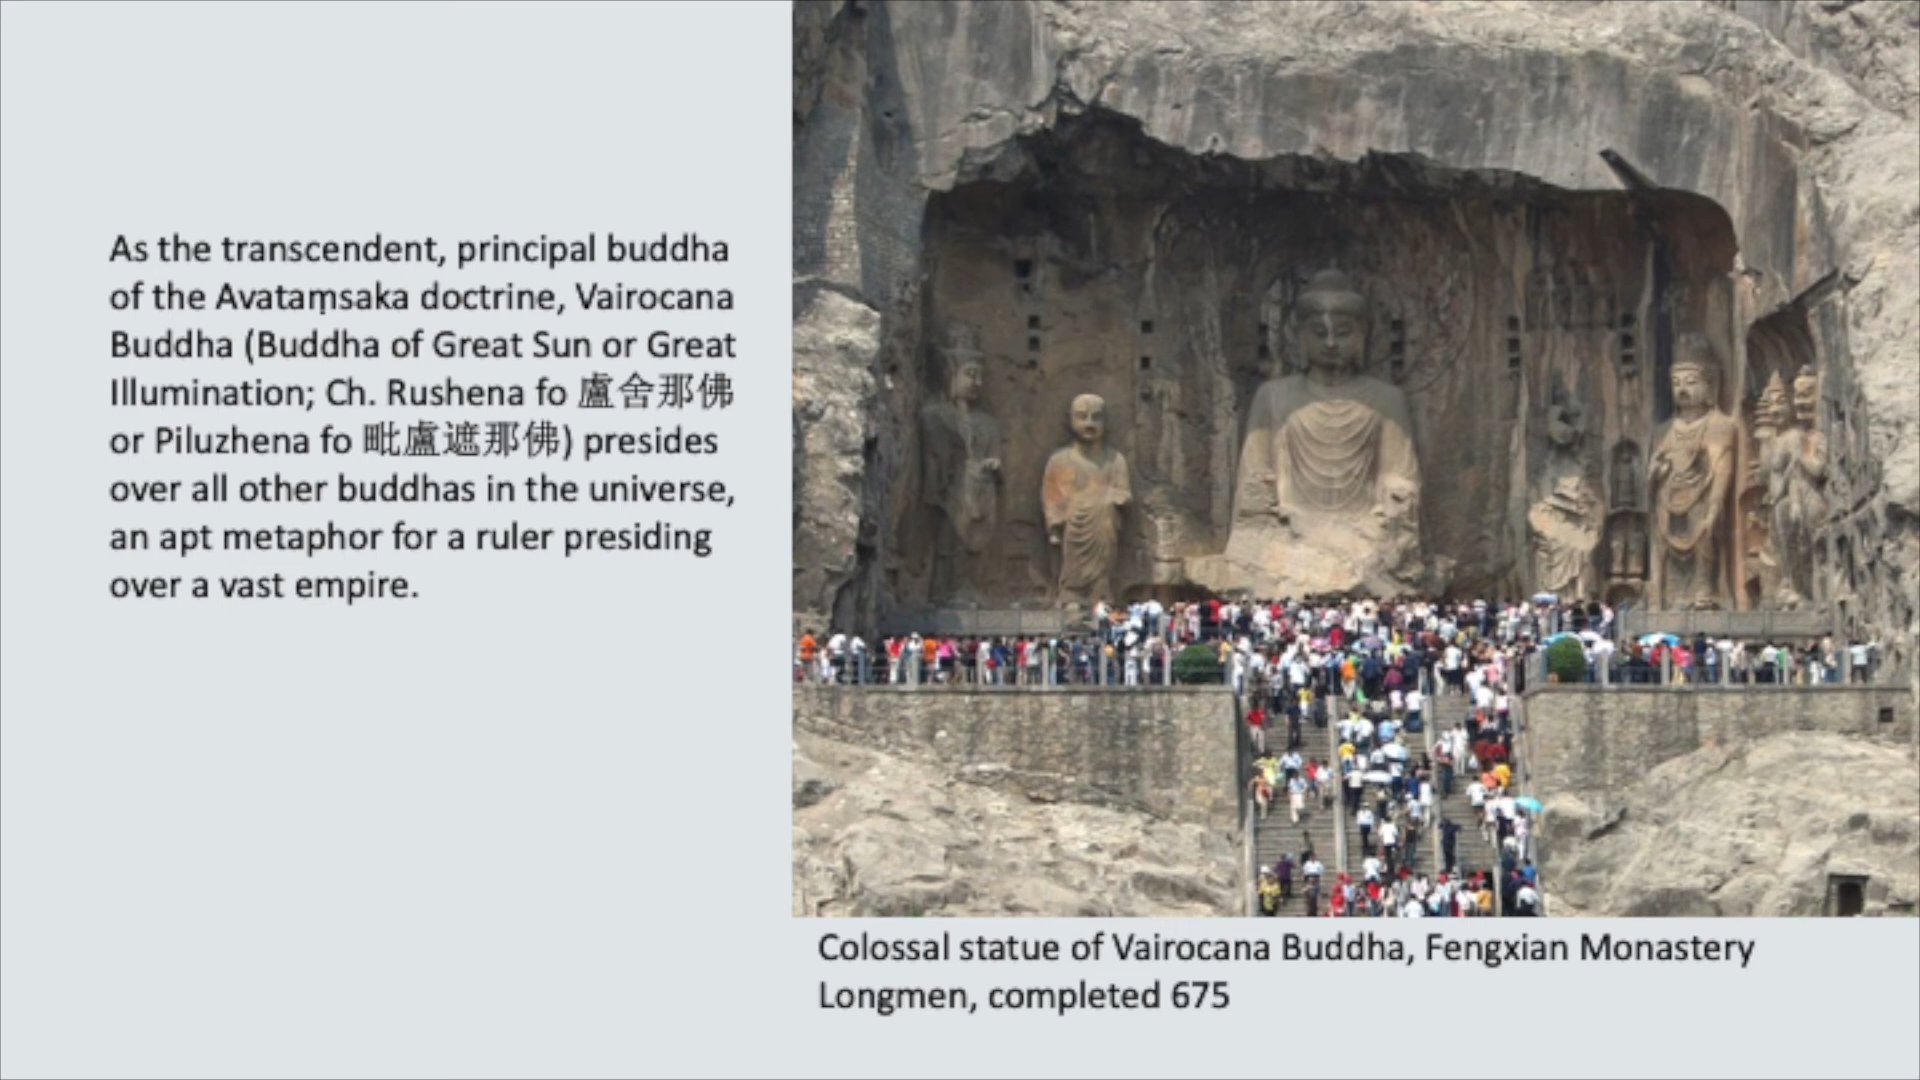 As the transcendent, principal buddha
of the Avataṃsaka doctrine, Vairocana
Buddha (Buddha of Great Sun or Great
Illumination; Ch. Rushena fo 盧舍那佛
or Piluzhena fo 毗盧遮那佛) presides
over all other buddhas in the universe,
an apt metaphor for a ruler presiding
over a vast empire.
Colossal statue of Vairocana Buddha, Fengxian Monastery
Longmen, completed 675